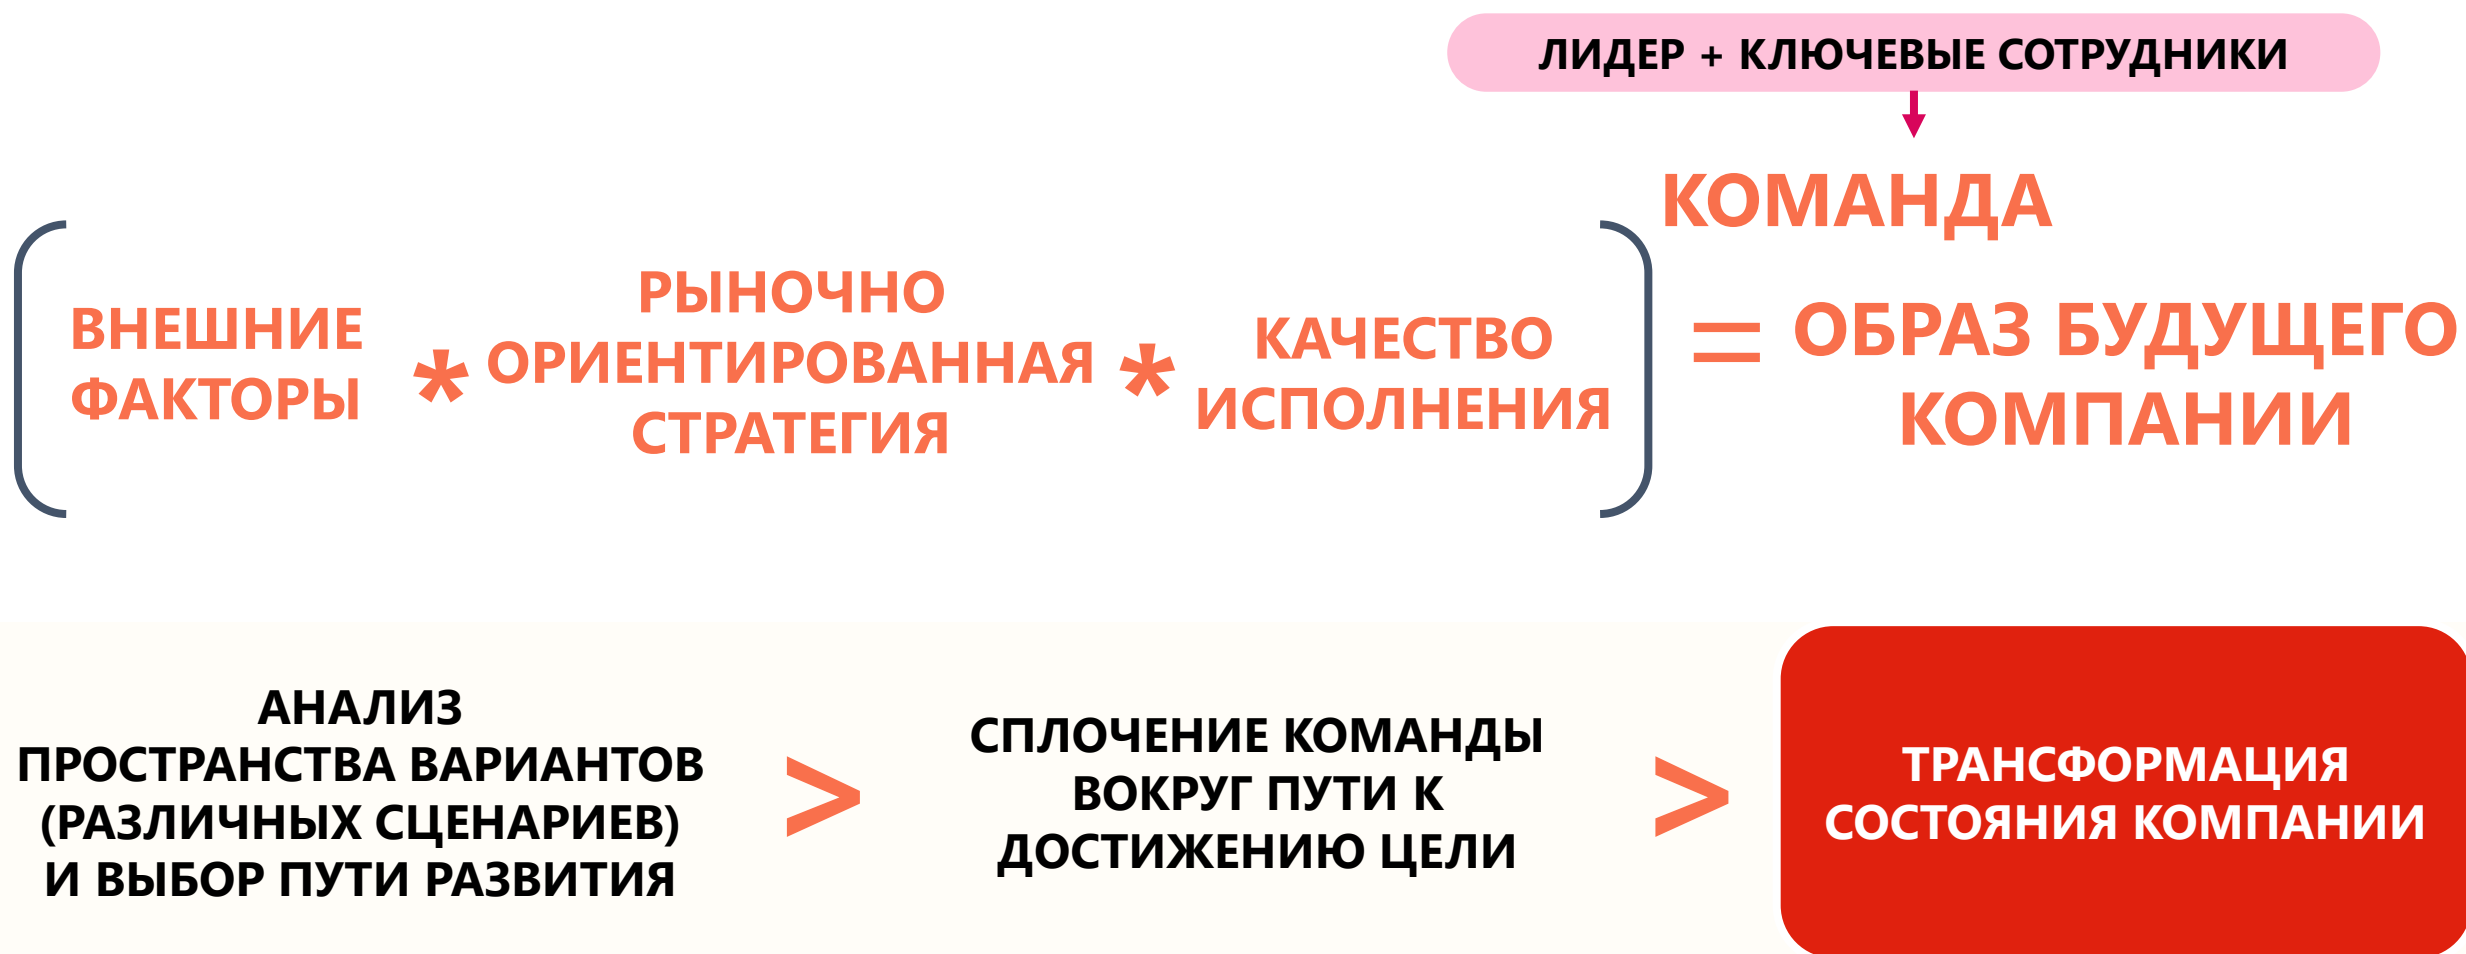 ЛИДЕР + КЛЮЧЕВЫЕ СОТРУДНИКИ
КОМАНДА
ВНЕШНИЕ
ФАКТОРЫ
*
РЫНОЧНО
ОРИЕНТИРОВАННАЯ
СТРАТЕГИЯ
*
КАЧЕСТВО
ИСПОЛНЕНИЯ
=
ОБРАЗ БУДУЩЕГО
КОМПАНИИ
АНАЛИЗ
ПРОСТРАНСТВА ВАРИАНТОВ
(РАЗЛИЧНЫХ СЦЕНАРИЕВ)
И ВЫБОР ПУТИ РАЗВИТИЯ
>
СПЛОЧЕНИЕ КОМАНДЫ
ВОКРУГ ПУТИ К
ДОСТИЖЕНИЮ ЦЕЛИ
>
ТРАНСФОРМАЦИЯ
СОСТОЯНИЯ КОМПАНИИ